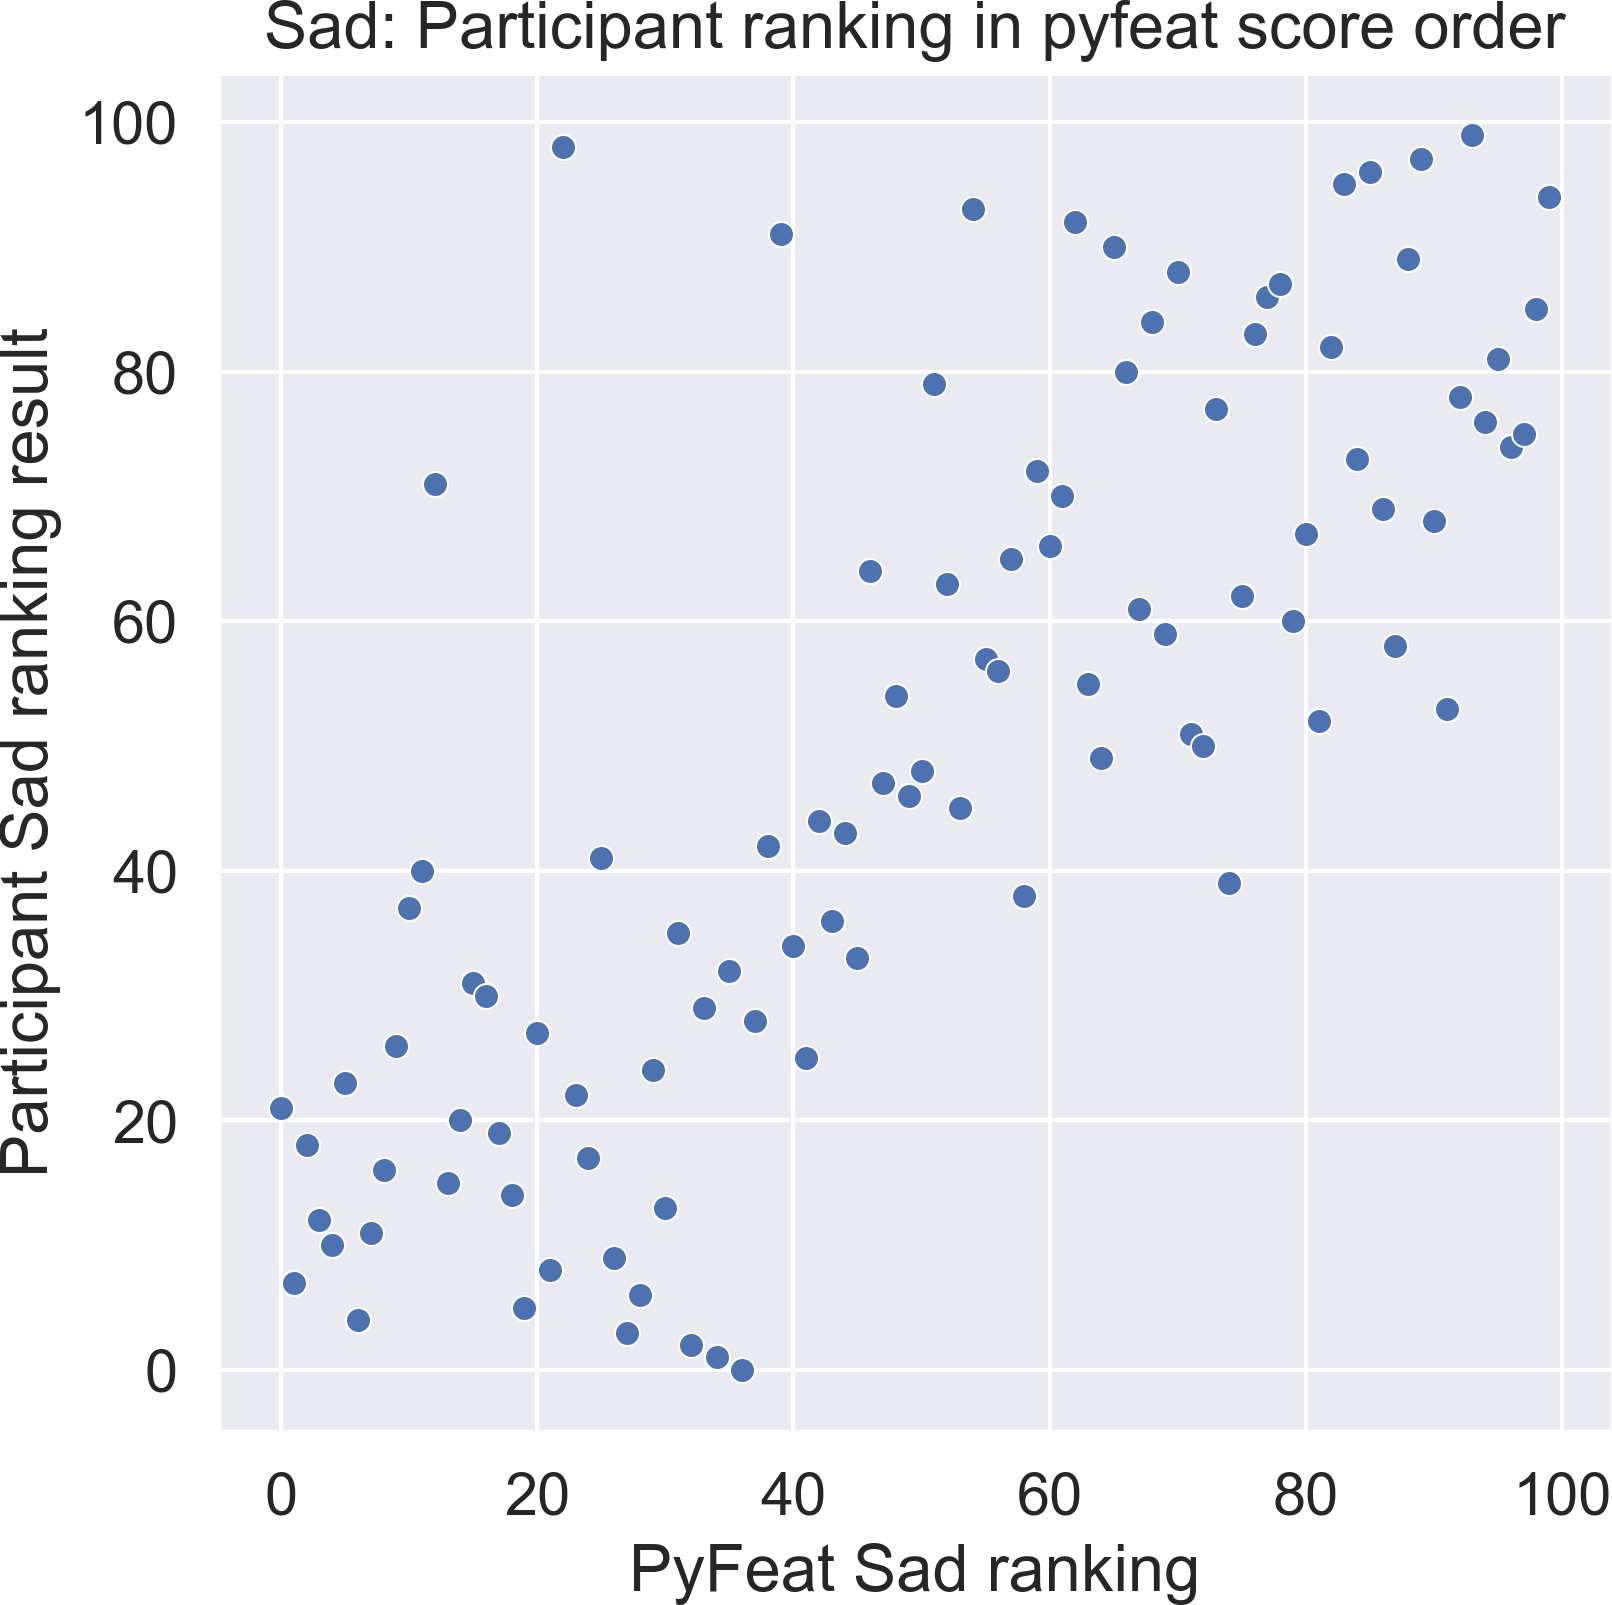 Sad: Participant ranking in pyfeat score order
Participant Sad ranking result
100
80
60
40
20
0
0 20 40 60 80 100
PyFeat Sad ranking